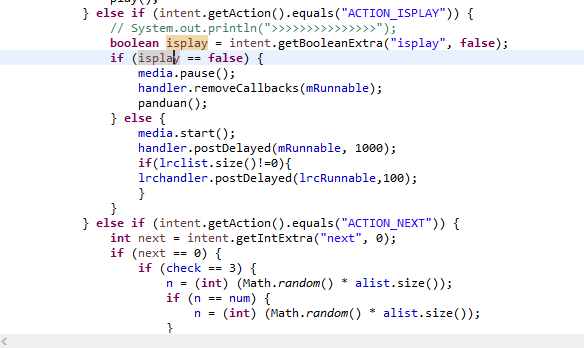 play();
} else if (intent.getAction().equals("ACTION_ISPLAY")) {
// System.out.println(">>>>>>>>>>>>>>>");
boolean isplay = intent.getBooleanExtra("isplay", false);
if (isplay == false) {
media.pause();
handler.removeCallbacks(mRunnable);
panduan();
} else {
media.start();
handler.postDelayed(mRunnable, 1000);
if(lrclist.size()!=0){
lrchandler.postDelayed(lrcRunnable,100);
}
}
} else if (intent.getAction().equals("ACTION_NEXT")) {
int next = intent.getIntExtra("next", 0);
if (next == 0) {
if (check == 3) {
n = (int) (Math.random() * alist.size());
if (n == num) {
n = (int) (Math.random() * alist.size());
}